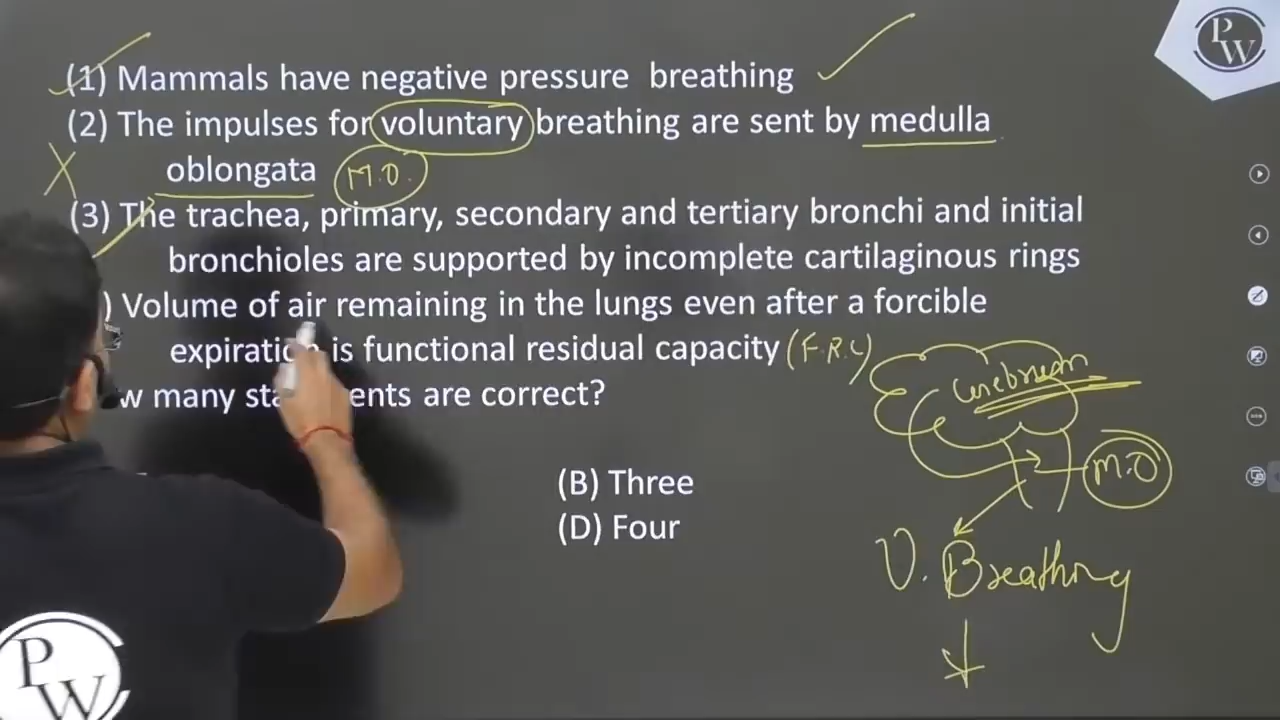 PW
(1) Mammals have negative pressure breathing
(2) The impulses for voluntary breathing are sent by medulla
oblongata M.O.
(3) The trachea, primary, secondary and tertiary bronchi and initial
bronchioles are supported by incomplete cartilaginous rings
) Volume of air remaining in the lungs even after a forcible
is functional residual capacity (F.R.C)
w many are correct?
Cerebrum
M.O
(B) Three
(D) Four
V. Breathing
PW